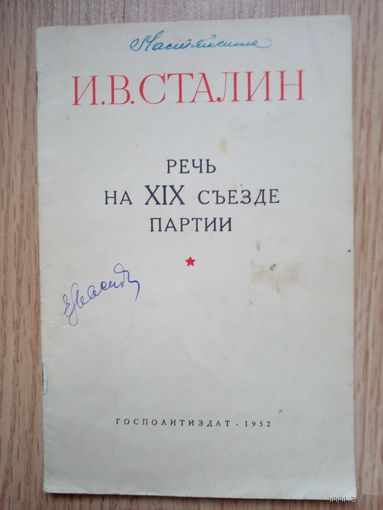 И.В.СТАЛИН
РЕЧЬ
НА XIX СЪЕЗДЕ
ПАРТИИ
ГОСПОЛИТИЗДАТ · 1952